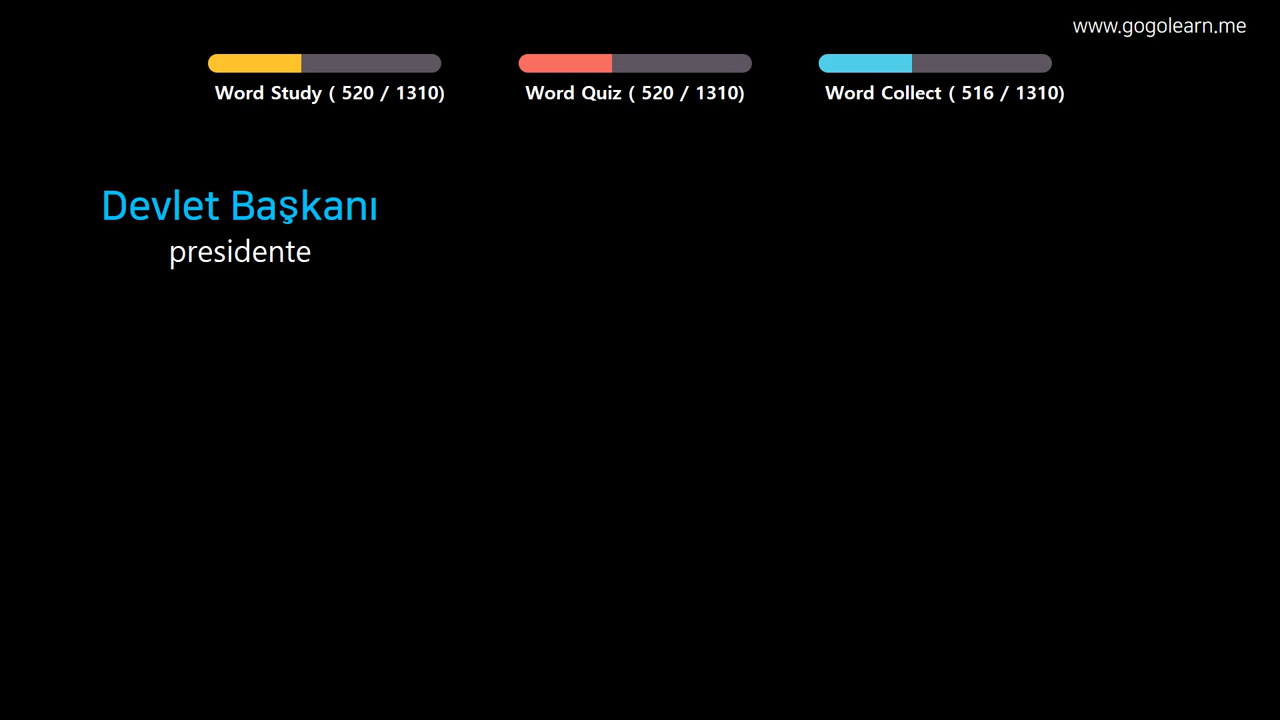 www.gogolearn.me
Word Study ( 520 / 1310)
Word Quiz ( 520 / 1310)
Word Collect ( 516 / 1310)
Devlet Başkanı
presidente